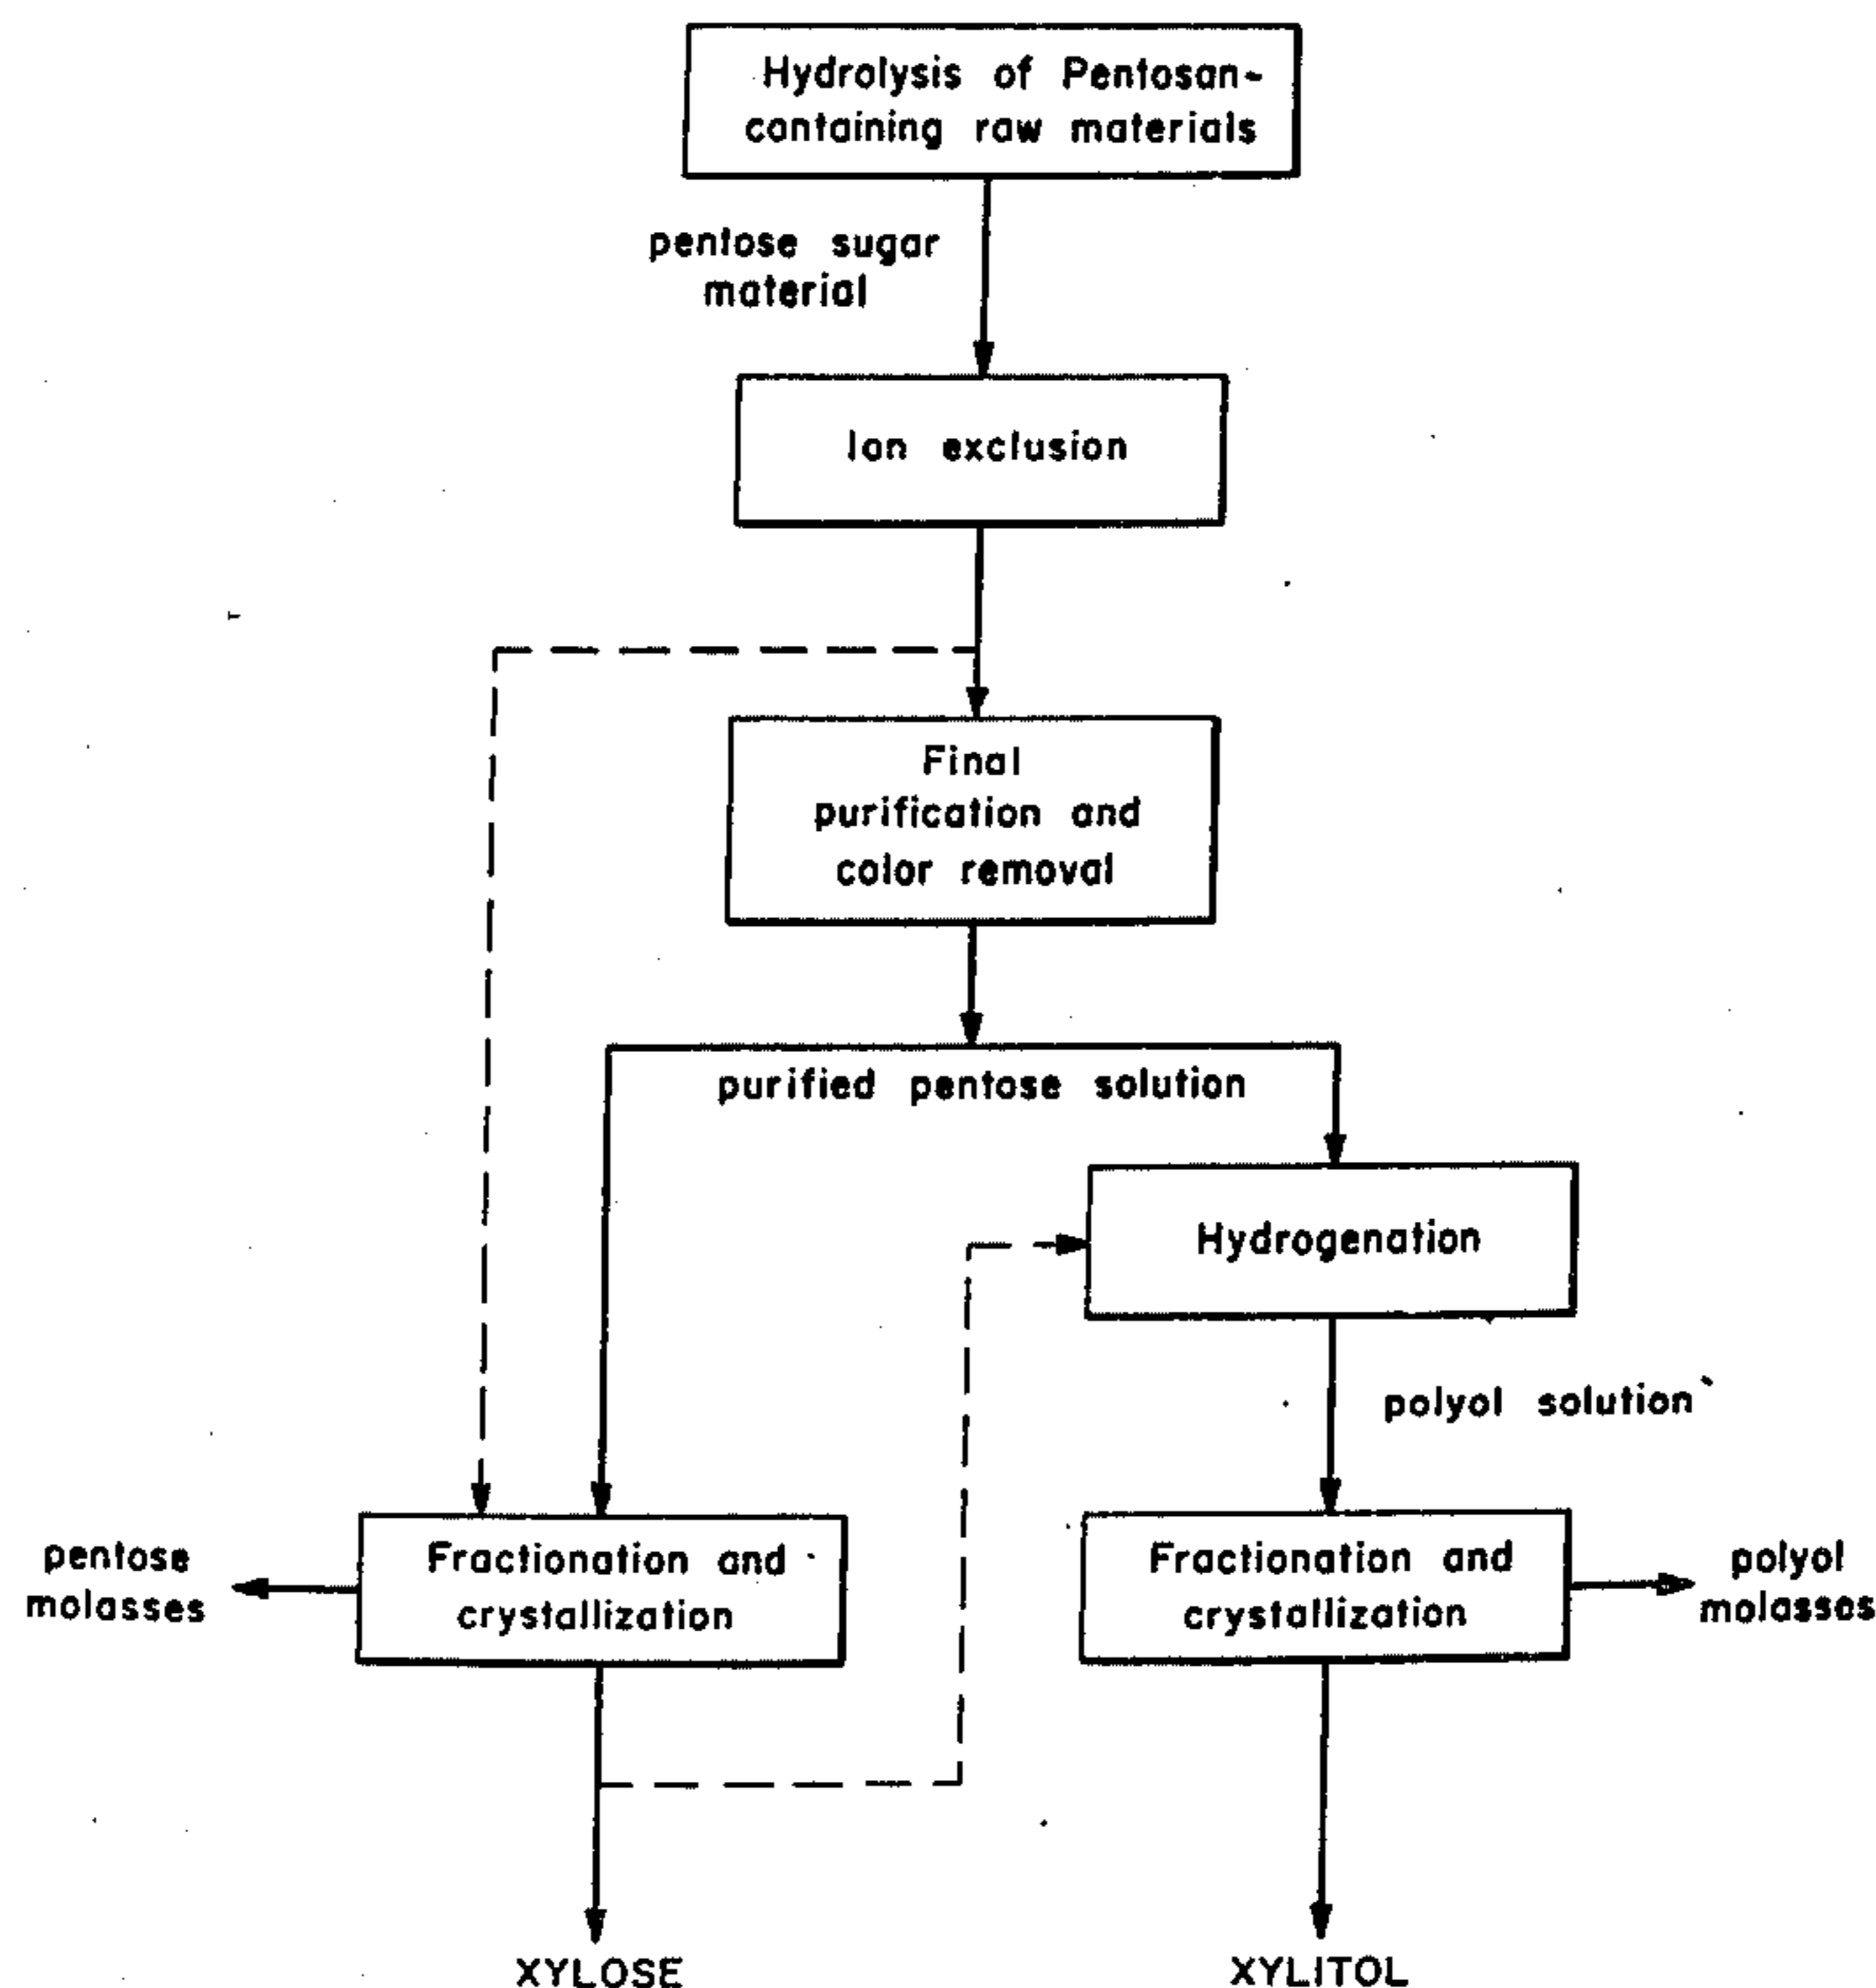 Hydrolysis of Pentosan-
containing raw materials
pentose sugar
material
Ion exclusion
Final
purification and
color removal
purified pentose solution
Hydrogenation
polyol solution
pentose
molasses
Fractionation and
crystallization
Fractionation and
crystallization
polyol
molasses
XYLOSE
XYLITOL